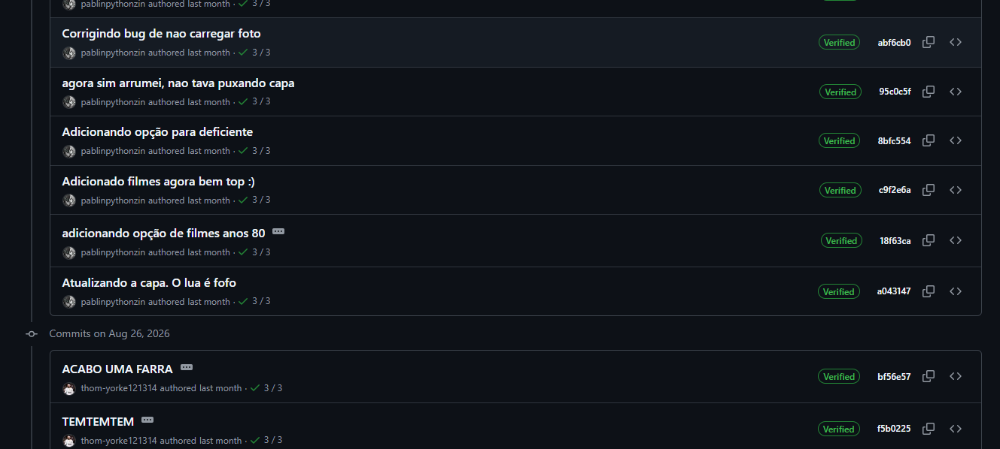 pablinpythonzin authored last month · 3 / 3
Corrigindo bug de nao carregar foto
pablinpythonzin authored last month · 3 / 3
Verified abf6cb0
agora sim arrumei, nao tava puxando capa
pablinpythonzin authored last month · 3 / 3
Verified 95c0c5f
Adicionando opção para deficiente
pablinpythonzin authored last month · 3 / 3
Verified 8bfc554
Adicionado filmes agora bem top :)
pablinpythonzin authored last month · 3 / 3
Verified c9f2e6a
adicionando opção de filmes anos 80
pablinpythonzin authored last month · 3 / 3
Verified 18f63ca
Atualizando a capa. O lua é fofo
pablinpythonzin authored last month · 3 / 3
Verified a043147
Commits on Aug 26, 2026
ACABO UMA FARRA
thom-yorke121314 authored last month · 3 / 3
Verified bf56e57
TEMTEMTEM
thom-yorke121314 authored last month · 3 / 3
Verified f5b0225